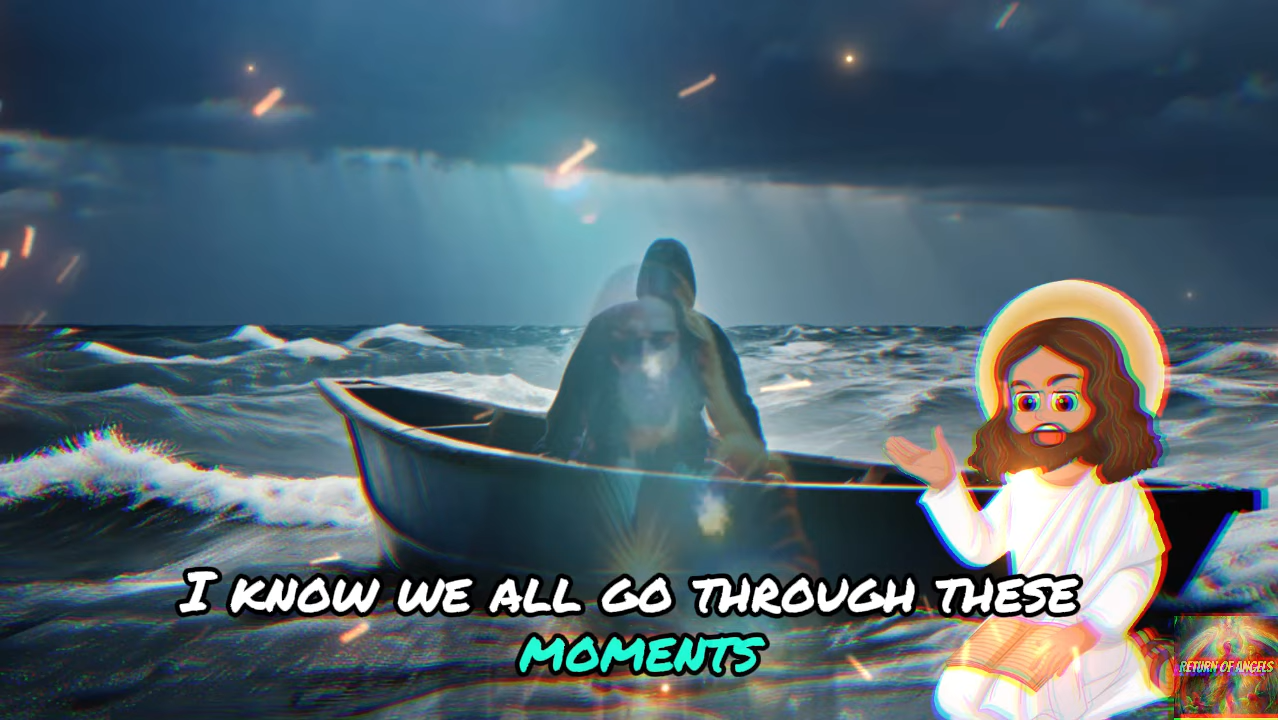 I KNOW WE ALL GO THROUGH THESE
MOMENTS
RETURN OF ANGELS